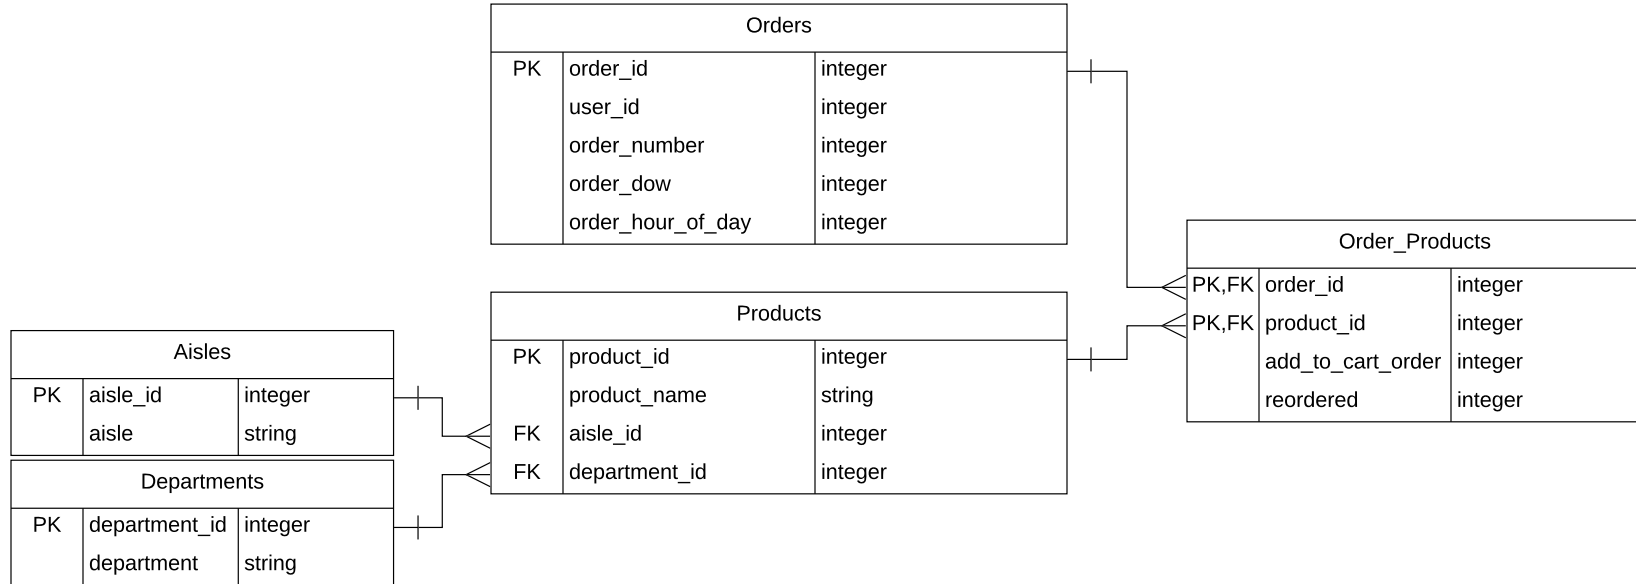 Orders
PK order_id integer
user_id integer
order_number integer
order_dow integer
order_hour_of_day integer
Order_Products
PK,FK order_id integer
PK,FK product_id integer
add_to_cart_order integer
reordered integer
Products
PK product_id integer
product_name string
FK aisle_id integer
FK department_id integer
Aisles
PK aisle_id integer
aisle string
Departments
PK department_id integer
department string